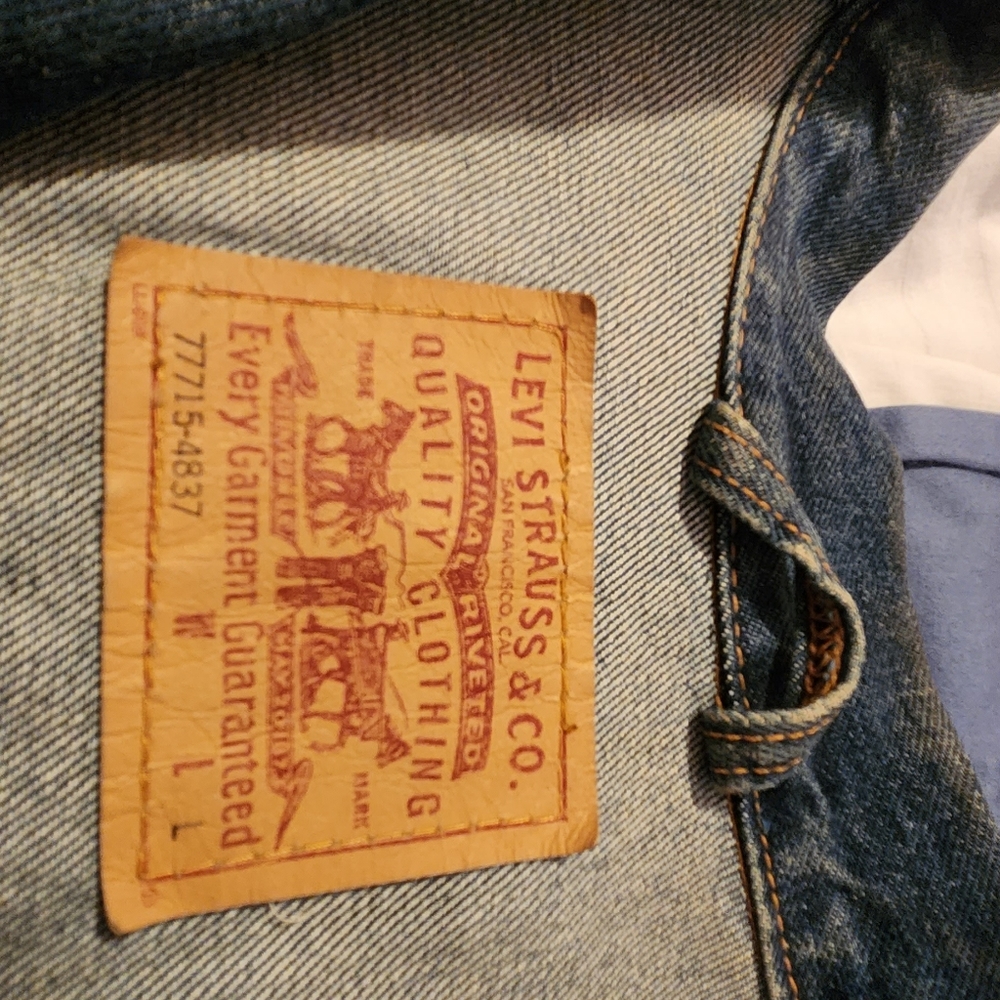 LEVI STRAUSS & CO.
SAN FRANCISCO, CAL.
ORIGINAL RIVETED
QUALITY CLOTHING
TRADE MARK
Every Garment Guaranteed
W L
77715-4837 L